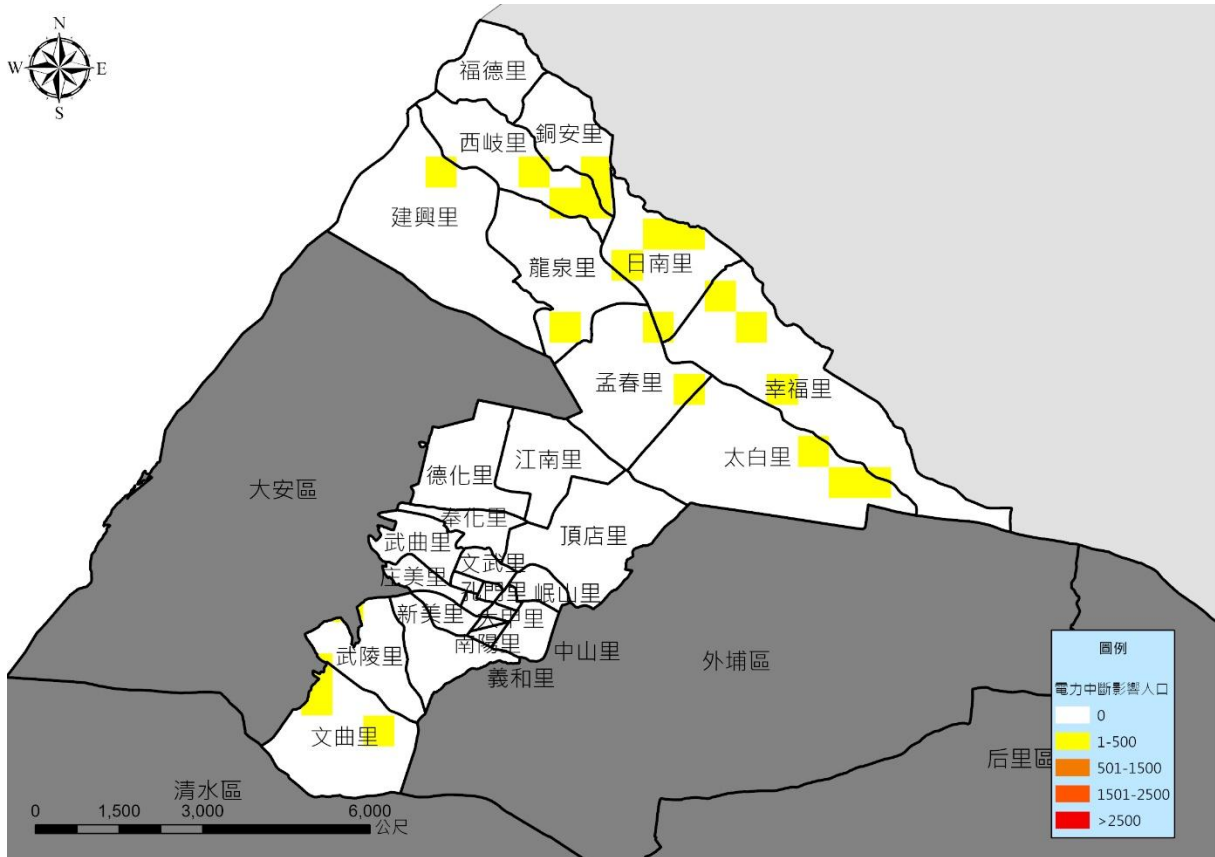 N
W
E
S
福德里
銅安里
西岐里
建興里
龍泉里
日南里
孟春里
幸福里
太白里
江南里
德化里
大安區
奉化里
頂店里
武曲里
文武里
庄美里
孔門里
岷山里
新美里
大甲里
南陽里
中山里
武陵里
義和里
外埔區
文曲里
后里區
清水區
0 1,500 3,000 6,000
公尺
圖例
電力中斷影響人口
0
1-500
501-1500
1501-2500
>2500